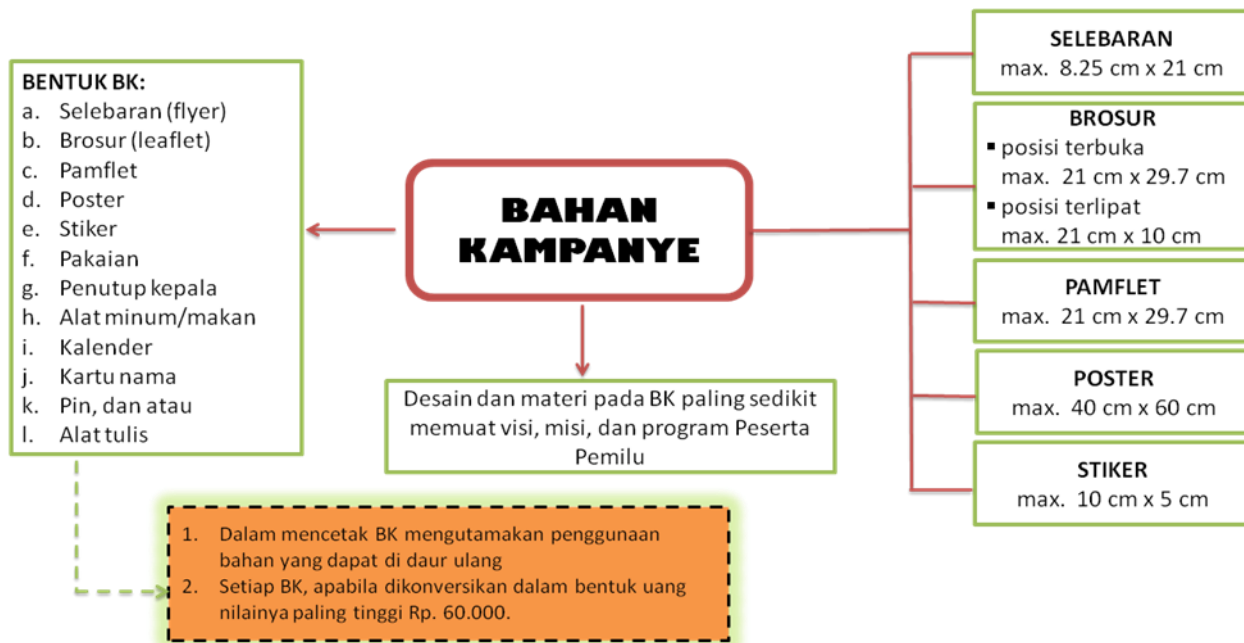 BENTUK BK:
a. Selebaran (flyer)
b. Brosur (leaflet)
c. Pamflet
d. Poster
e. Stiker
f. Pakaian
g. Penutup kepala
h. Alat minum/makan
i. Kalender
j. Kartu nama
k. Pin, dan atau
l. Alat tulis
BAHAN
KAMPANYE
Desain dan materi pada BK paling sedikit
memuat visi, misi, dan program Peserta
Pemilu
SELEBARAN
max. 8.25 cm x 21 cm
BROSUR
▪ posisi terbuka
max. 21 cm x 29.7 cm
▪ posisi terlipat
max. 21 cm x 10 cm
PAMFLET
max. 21 cm x 29.7 cm
POSTER
max. 40 cm x 60 cm
STIKER
max. 10 cm x 5 cm
1. Dalam mencetak BK mengutamakan penggunaan
bahan yang dapat di daur ulang
2. Setiap BK, apabila dikonversikan dalam bentuk uang
nilainya paling tinggi Rp. 60.000.